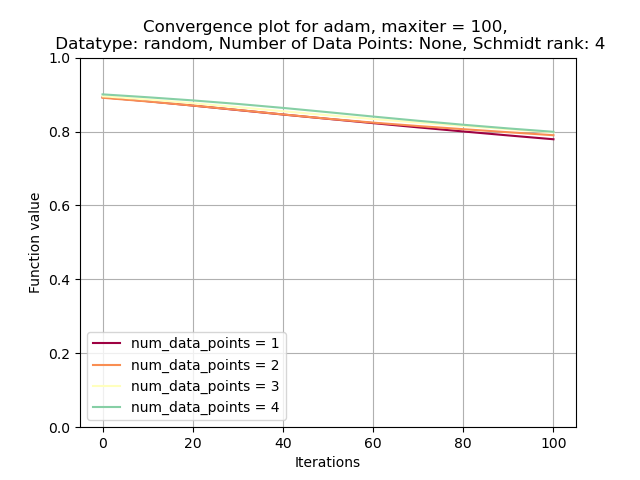 Convergence plot for adam, maxiter = 100,
Datatype: random, Number of Data Points: None, Schmidt rank: 4
1.0
0.8
0.6
0.4
0.2
0.0
Function value
num_data_points = 1
num_data_points = 2
num_data_points = 3
num_data_points = 4
0 20 40 60 80 100
Iterations